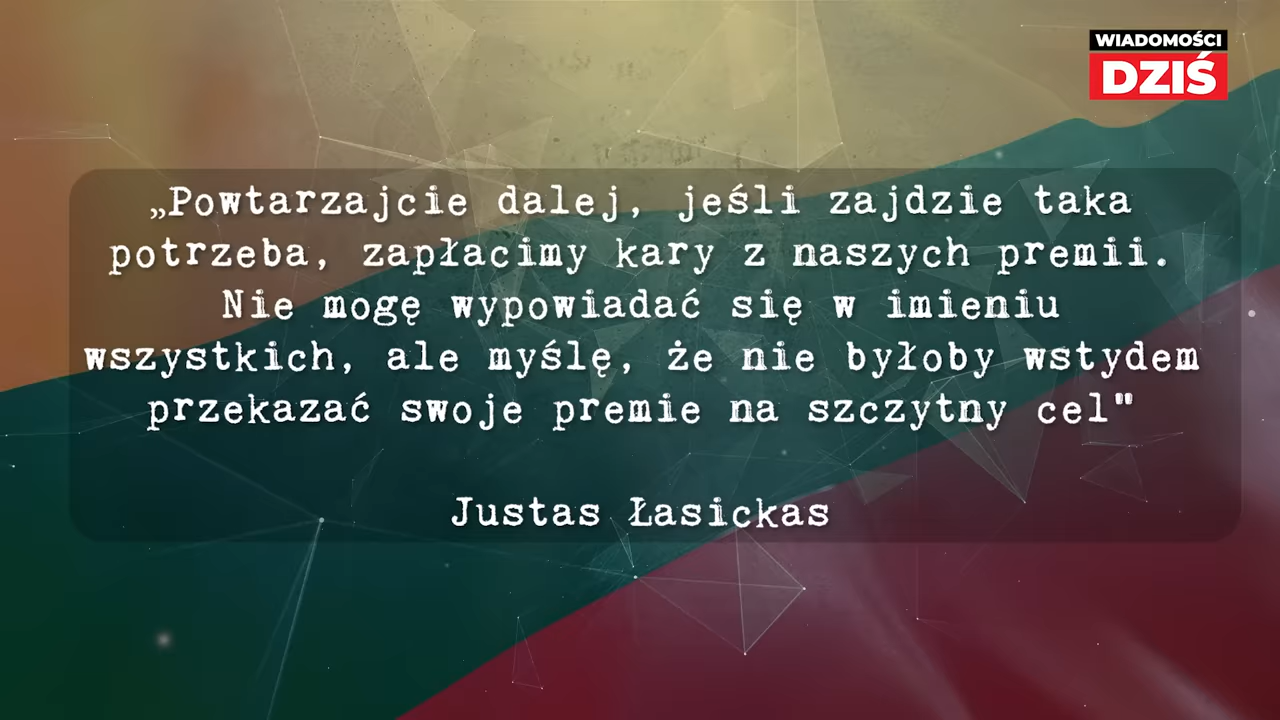 WIADOMOŚCI
DZIŚ
„Powtarzajcie dalej, jeśli zajdzie taka
potrzeba, zapłacimy kary z naszych premii.
Nie mogę wypowiadać się w imieniu
wszystkich, ale myślę, że nie byłoby wstydem
przekazać swoje premie na szczytny cel"
Justas Łasickas